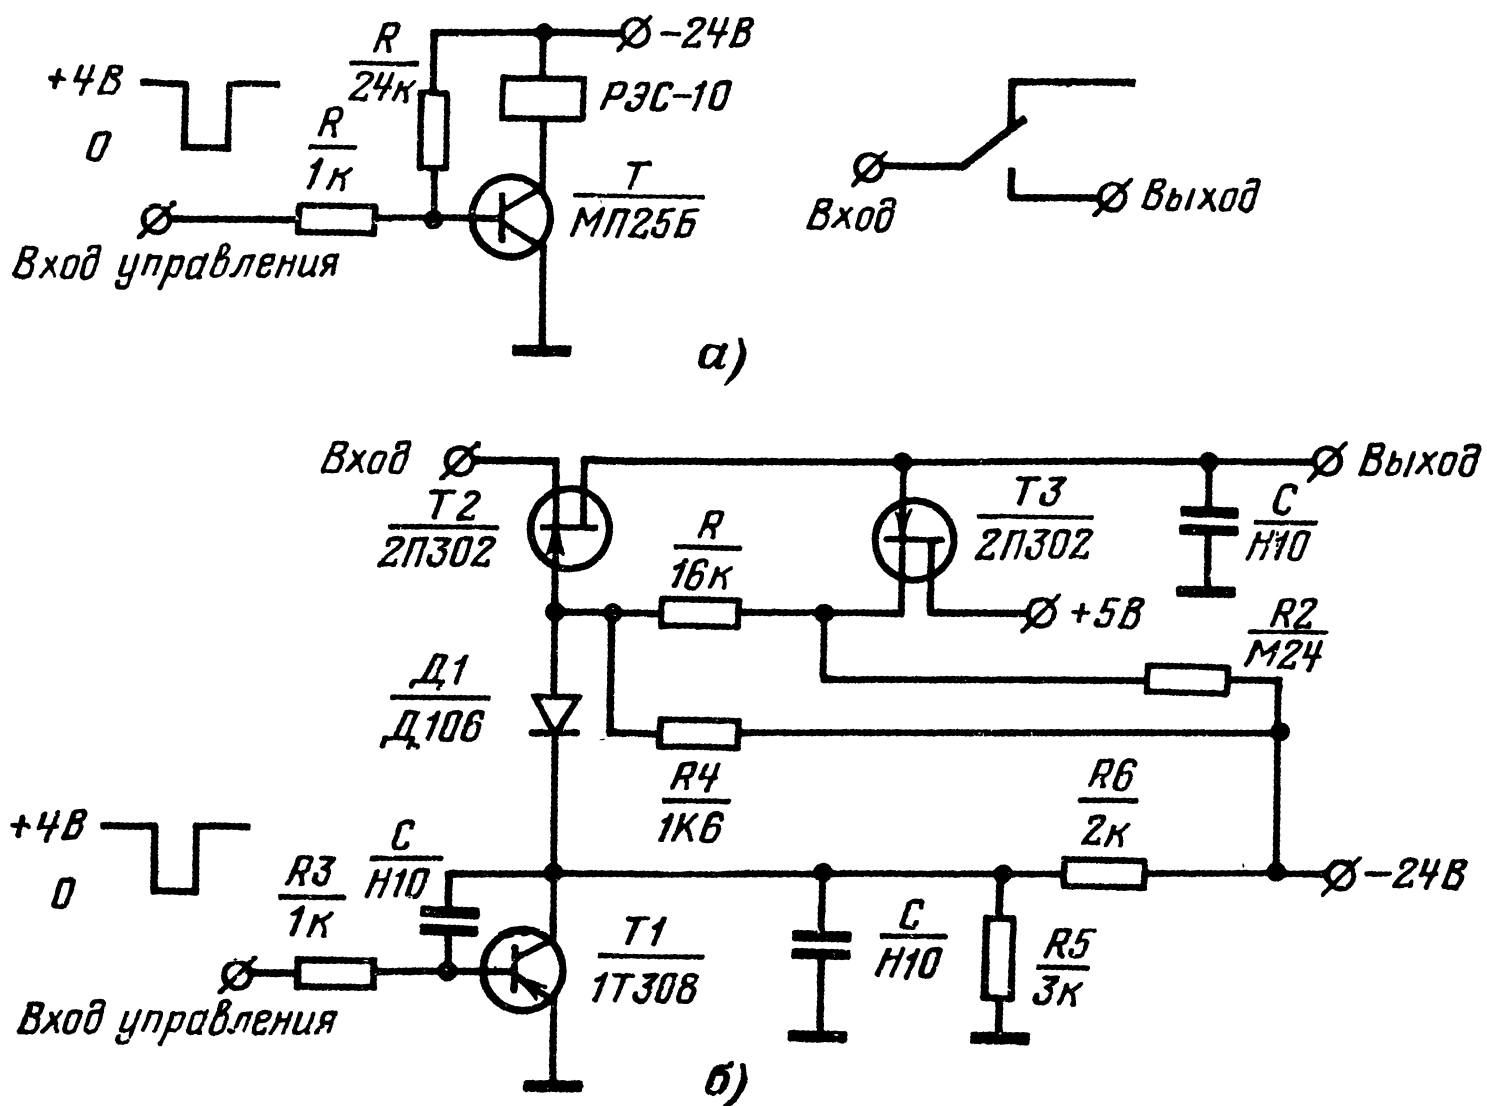 -24В
R
24к
+4В
0
РЭС-10
R
1к
Т
МП25Б
Вход управления
Вход
Выход
а)
Вход
Выход
Т2
2П302
R
16к
Т3
2П302
С
Н10
+5В
R2
М24
Д1
Д106
R4
1К6
R6
2к
+4В
0
С
Н10
R3
1к
-24В
С
Н10
R5
3к
Т1
1Т308
Вход управления
б)